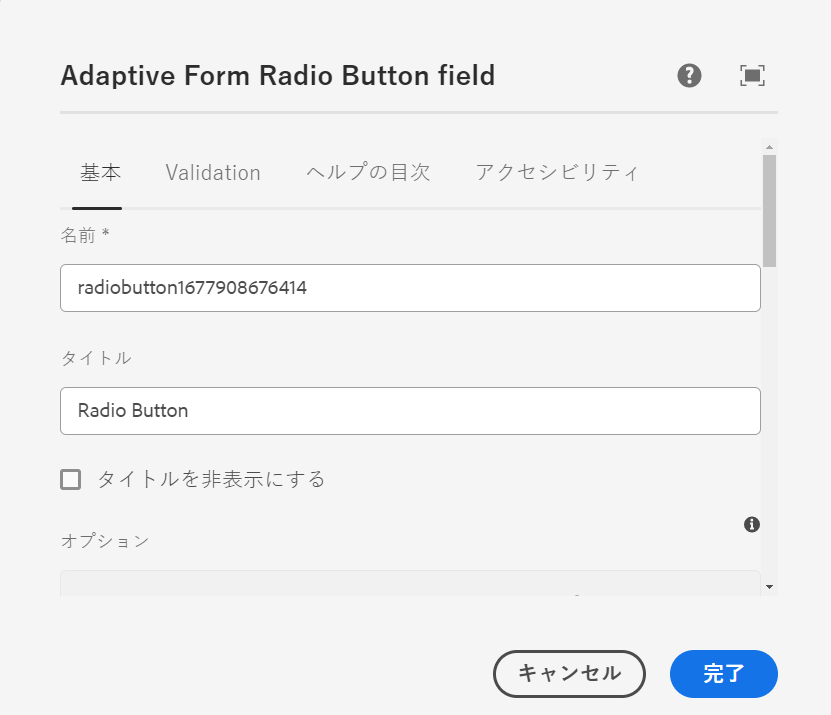 Adaptive Form Radio Button field
基本 Validation ヘルプの目次 アクセシビリティ
名前 *
radiobutton1677908676414
タイトル
Radio Button
タイトルを非表示にする
オプション
キャンセル 完了